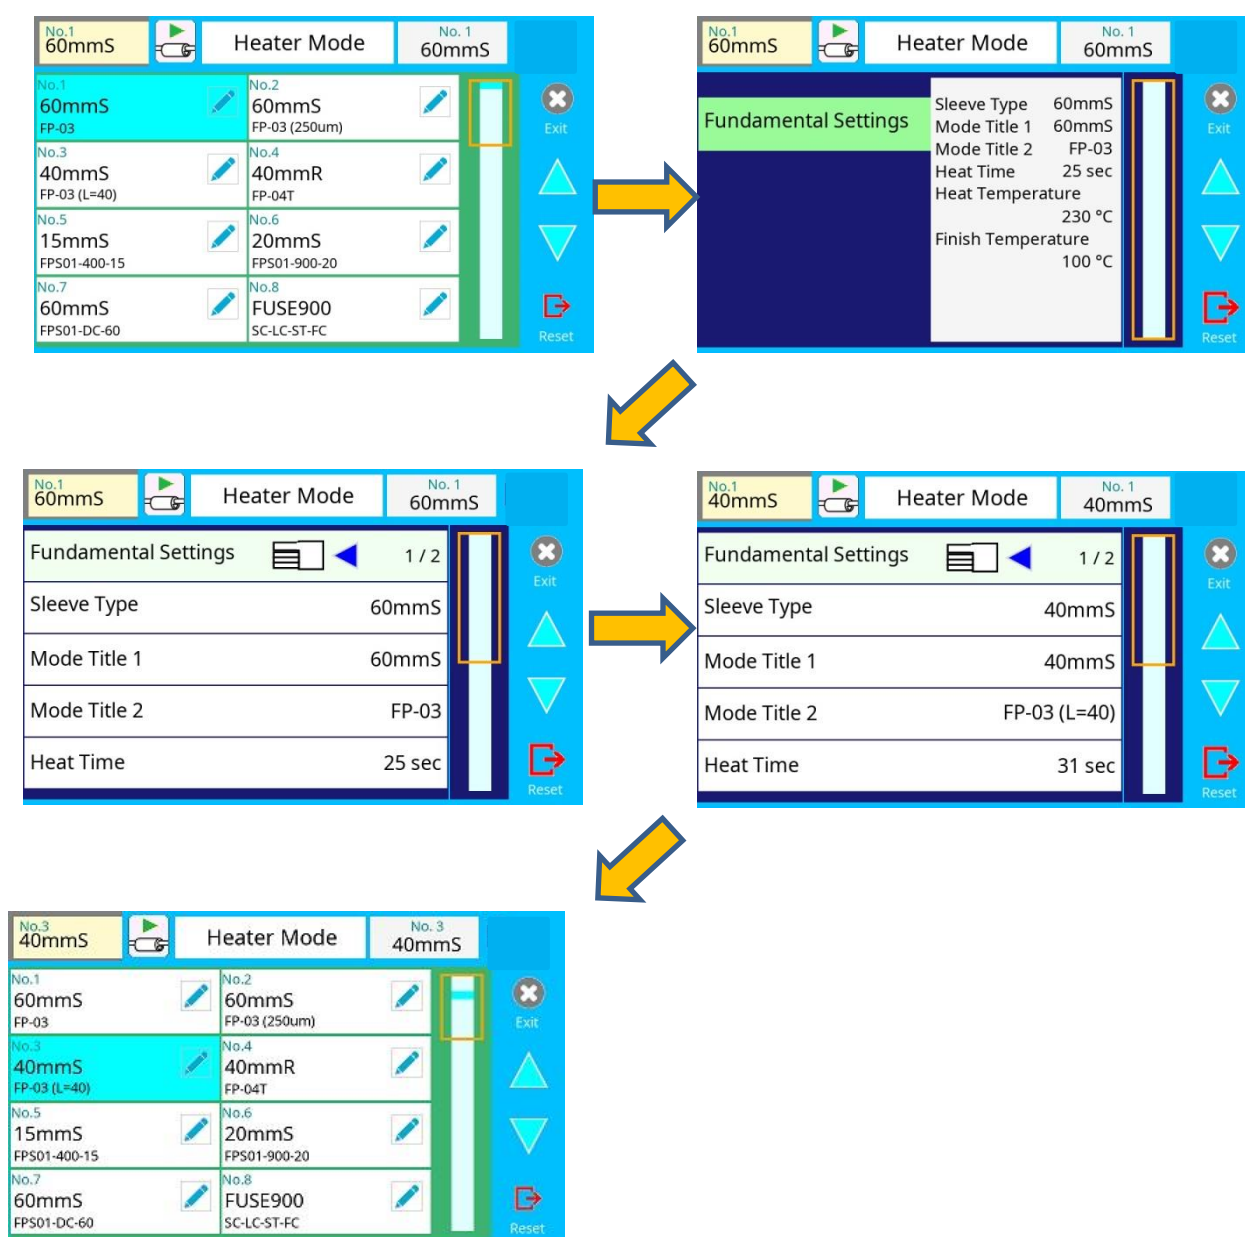 No.1
60mmS
Heater Mode
No. 1
60mmS
No.1
60mmS
FP-03
No.2
60mmS
FP-03 (250um)
Exit
No.3
40mmS
FP-03 (L=40)
No.4
40mmR
FP-04T
No.5
15mmS
FPS01-400-15
No.6
20mmS
FPS01-900-20
No.7
60mmS
FPS01-DC-60
No.8
FUSE900
SC-LC-ST-FC
Reset
No.1
60mmS
Heater Mode
No. 1
60mmS
Fundamental Settings
Sleeve Type 60mmS
Mode Title 1 60mmS
Mode Title 2 FP-03
Heat Time 25 sec
Heat Temperature
230 °C
Finish Temperature
100 °C
Exit
Reset
No.1
60mmS
Heater Mode
No. 1
60mmS
Fundamental Settings 1 / 2
Sleeve Type 60mmS
Mode Title 1 60mmS
Mode Title 2 FP-03
Heat Time 25 sec
Exit
Reset
No.1
40mmS
Heater Mode
No. 1
40mmS
Fundamental Settings 1 / 2
Sleeve Type 40mmS
Mode Title 1 40mmS
Mode Title 2 FP-03 (L=40)
Heat Time 31 sec
Exit
Reset
No.3
40mmS
Heater Mode
No. 3
40mmS
No.1
60mmS
FP-03
No.2
60mmS
FP-03 (250um)
Exit
No.3
40mmS
FP-03 (L=40)
No.4
40mmR
FP-04T
No.5
15mmS
FPS01-400-15
No.6
20mmS
FPS01-900-20
No.7
60mmS
FPS01-DC-60
No.8
FUSE900
SC-LC-ST-FC
Reset